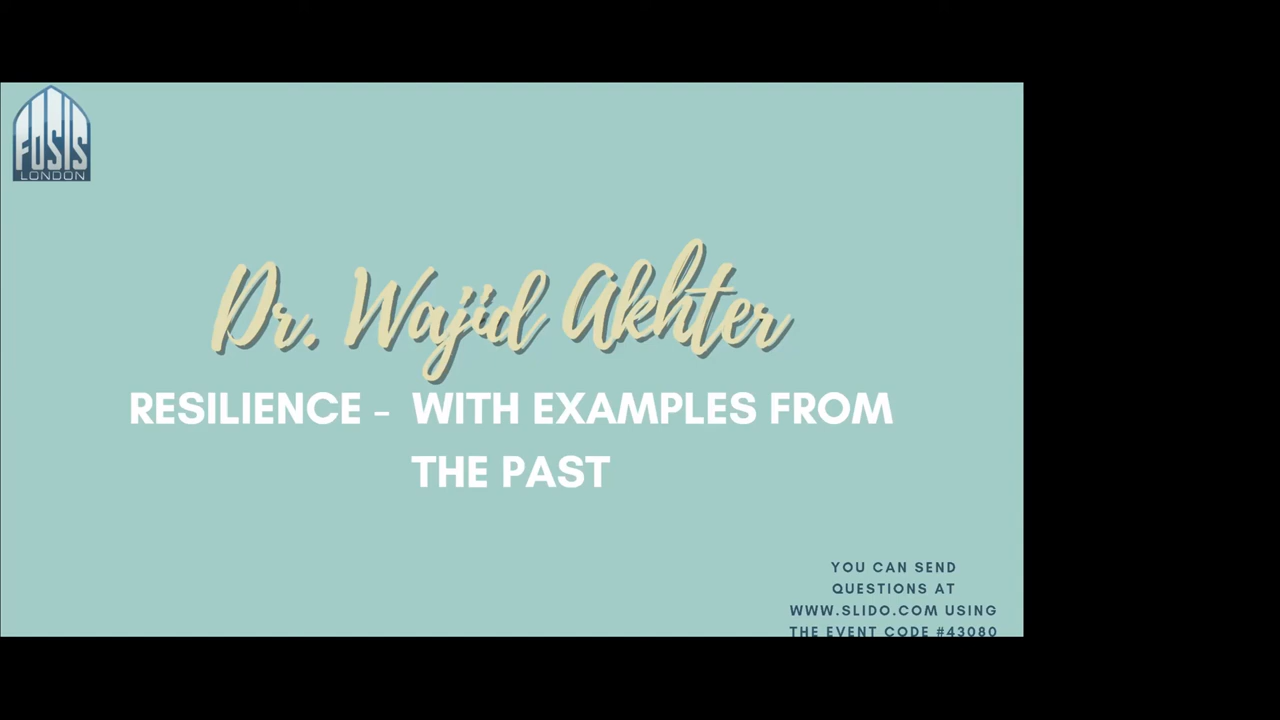 FOSIS
LONDON
Dr. Wajid Akhter
RESILIENCE - WITH EXAMPLES FROM
THE PAST
YOU CAN SEND
QUESTIONS AT
WWW.SLIDO.COM USING
THE EVENT CODE #43080